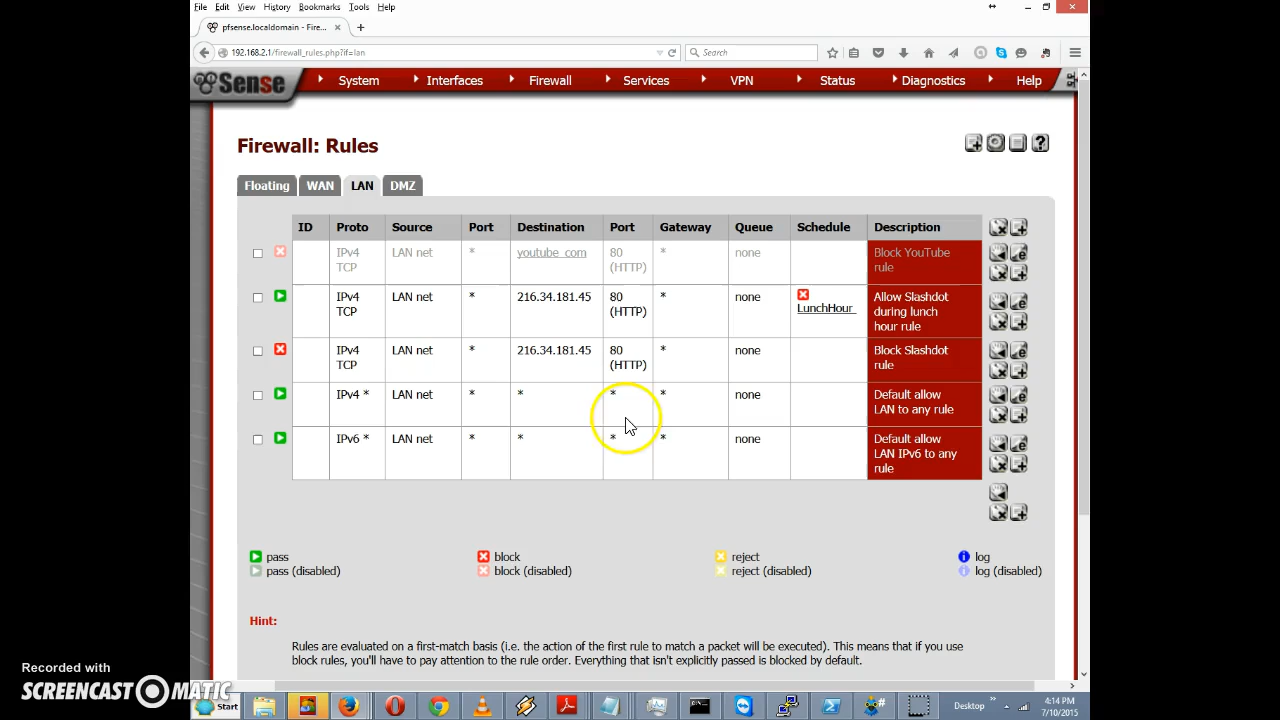 File Edit View History Bookmarks Tools Help
pfsense.localdomain - Fire... × +
192.168.2.1/firewall_rules.php?if=lan Search
Sense System Interfaces Firewall Services VPN Status Diagnostics Help
Firewall: Rules
Floating WAN LAN DMZ
ID Proto Source Port Destination Port Gateway Queue Schedule Description
IPv4 LAN net * youtube_com 80 * none Block YouTube
TCP (HTTP) rule
IPv4 LAN net * 216.34.181.45 80 * none LunchHour Allow Slashdot
TCP (HTTP) during lunch
hour rule
IPv4 LAN net * 216.34.181.45 80 * none Block Slashdot
TCP (HTTP) rule
IPv4 * LAN net * * * * none Default allow
LAN to any rule
IPv6 * LAN net * * * * none Default allow
LAN IPv6 to any
rule
pass block reject log
pass (disabled) block (disabled) reject (disabled) log (disabled)
Hint:
Rules are evaluated on a first-match basis (i.e. the action of the first rule to match a packet will be executed). This means that if you use
block rules, you'll have to pay attention to the rule order. Everything that isn't explicitly passed is blocked by default.
Recorded with
SCREENCAST O MATIC
Start Desktop 4:14 PM
7/10/2015